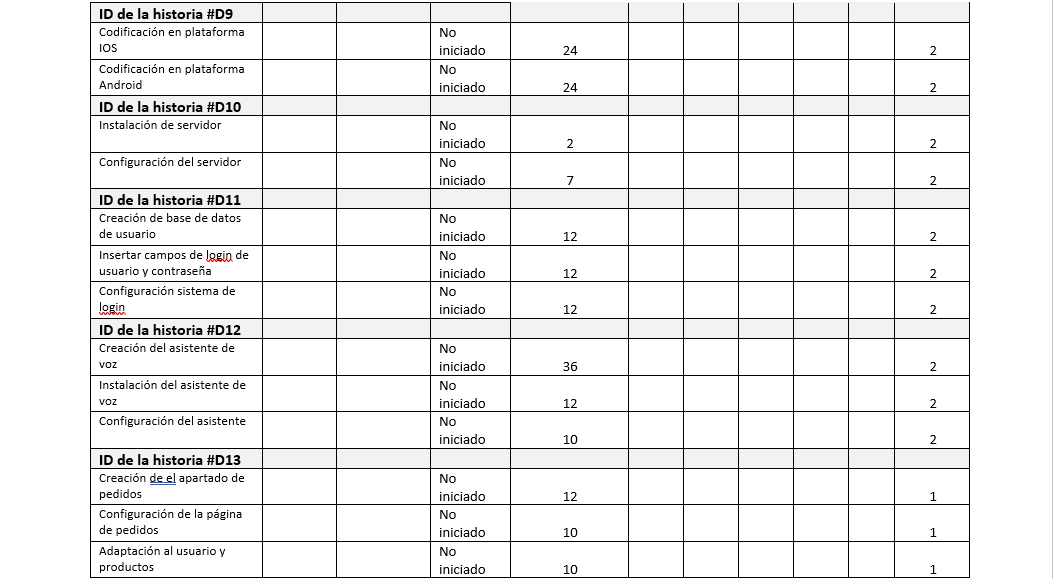 ID de la historia #D9
Codificación en plataforma
IOS
No
iniciado
24
2
Codificación en plataforma
Android
No
iniciado
24
2
ID de la historia #D10
Instalación de servidor
No
iniciado
2
2
Configuración del servidor
No
iniciado
7
2
ID de la historia #D11
Creación de base de datos
de usuario
No
iniciado
12
2
Insertar campos de login de
usuario y contraseña
No
iniciado
12
2
Configuración sistema de
login
No
iniciado
12
2
ID de la historia #D12
Creación del asistente de
voz
No
iniciado
36
2
Instalación del asistente de
voz
No
iniciado
12
2
Configuración del asistente
No
iniciado
10
2
ID de la historia #D13
Creación de el apartado de
pedidos
No
iniciado
12
1
Configuración de la página
de pedidos
No
iniciado
10
1
Adaptación al usuario y
productos
No
iniciado
10
1